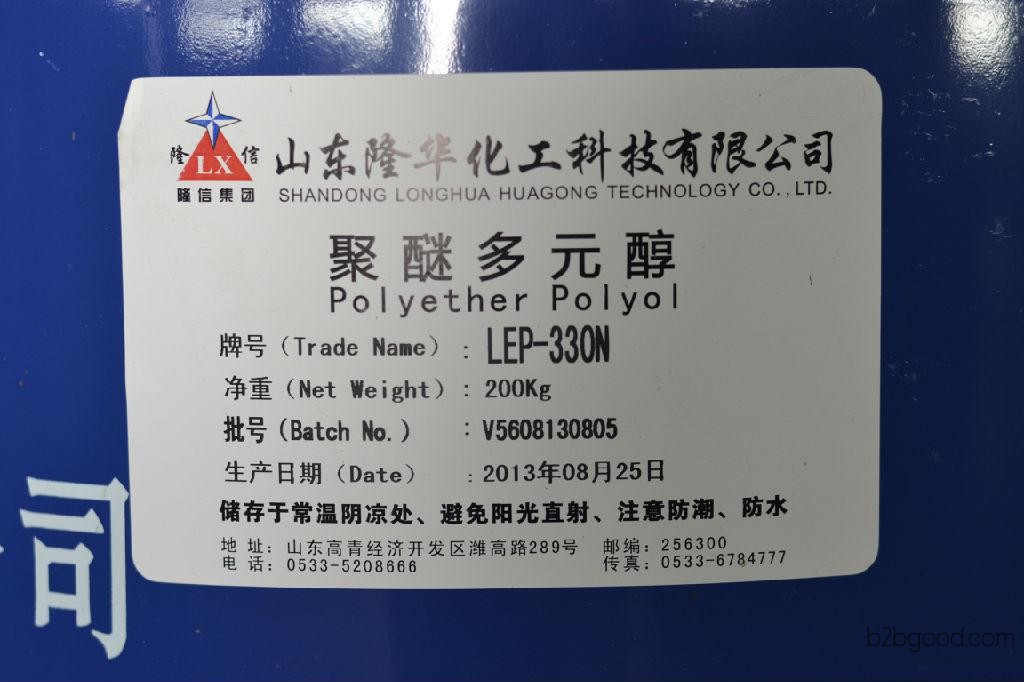 隆 LX 信
隆信集团
山东隆华化工科技有限公司
SHANDONG LONGHUA HUAGONG TECHNOLOGY CO.,LTD.
聚醚多元醇
Polyether Polyol
牌号（Trade Name）：LEP-330N
净重（Net Weight）：200Kg
批号（Batch No.）：V5608130805
生产日期（Date）：2013年08月25日
储存于常温阴凉处、避免阳光直射、注意防潮、防水
地 址：山东高青经济开发区潍高路289号 邮编：256300
电 话：0533-5208666 传真：0533-6784777
司
b2bgood.com